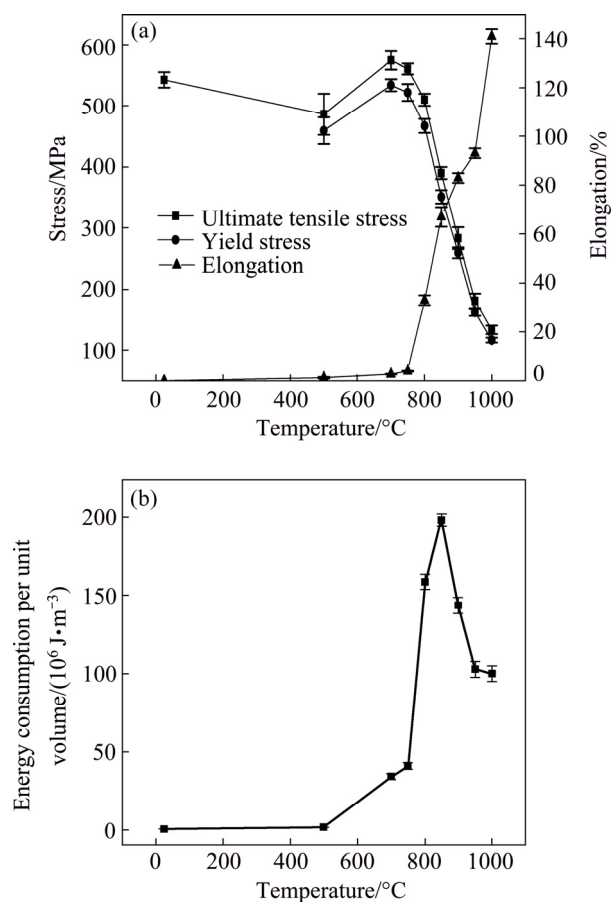 (a)
600
500
400
300
200
100
Stress/MPa
140
120
100
80
60
40
20
0
Elongation/%
Ultimate tensile stress
Yield stress
Elongation
0 200 400 600 800 1000
Temperature/°C
(b)
200
150
100
50
0
Energy consumption per unit
volume/(10⁶ J·m⁻³)
0 200 400 600 800 1000
Temperature/°C